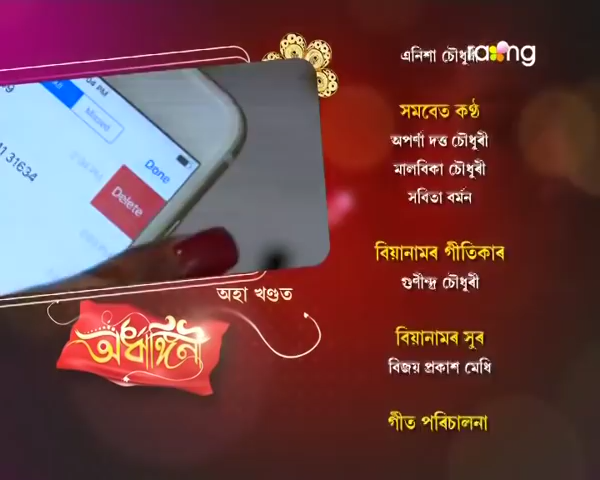 এনিশা চৌধুৰী
rang
সমবেত কণ্ঠ
অপৰ্ণা দত্ত চৌধুৰী
মালবিকা চৌধুৰী
সবিতা বৰ্মন
বিয়ানামৰ গীতিকাৰ
গুণীন্দ্ৰ চৌধুৰী
বিয়ানামৰ সুৰ
বিজয় প্ৰকাশ মেধি
গীত পৰিচালনা
All
Missed
Done
31634
Delete
অহা খণ্ডত
অৰ্ধাঙ্গিনী